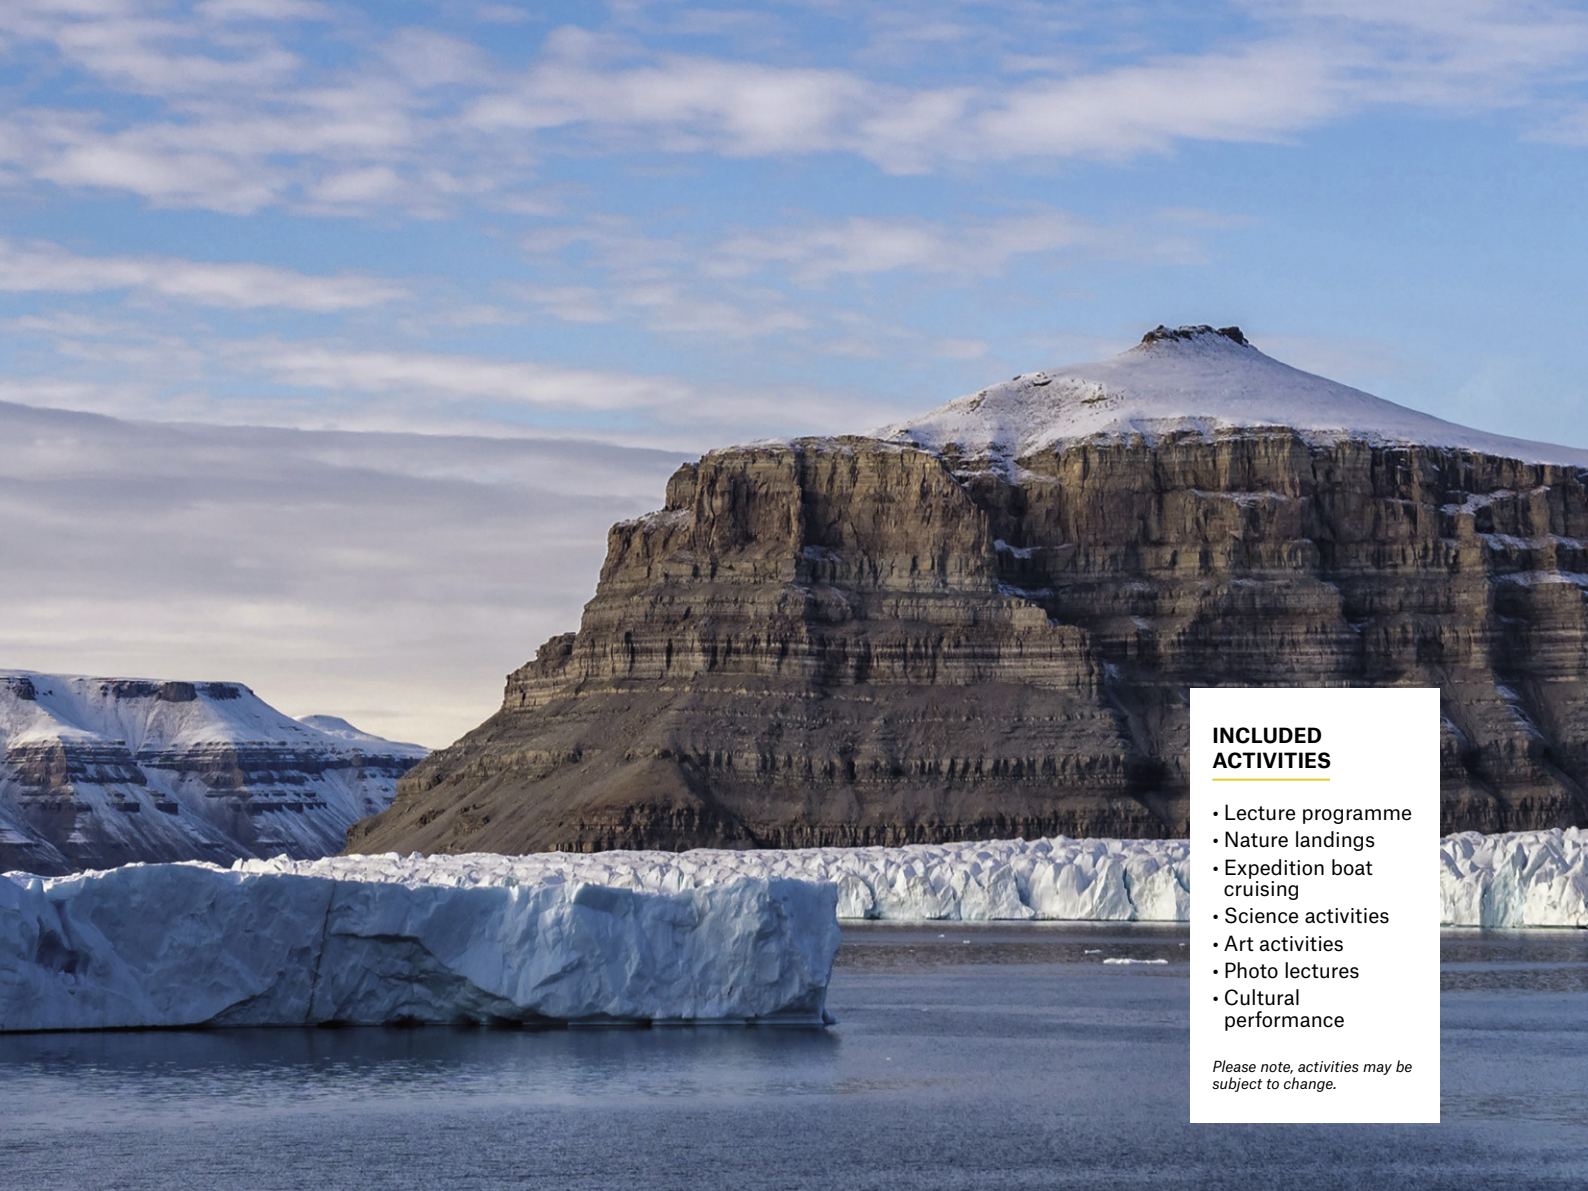 INCLUDED
ACTIVITIES
• Lecture programme
• Nature landings
• Expedition boat
cruising
• Science activities
• Art activities
• Photo lectures
• Cultural
performance
Please note, activities may be
subject to change.